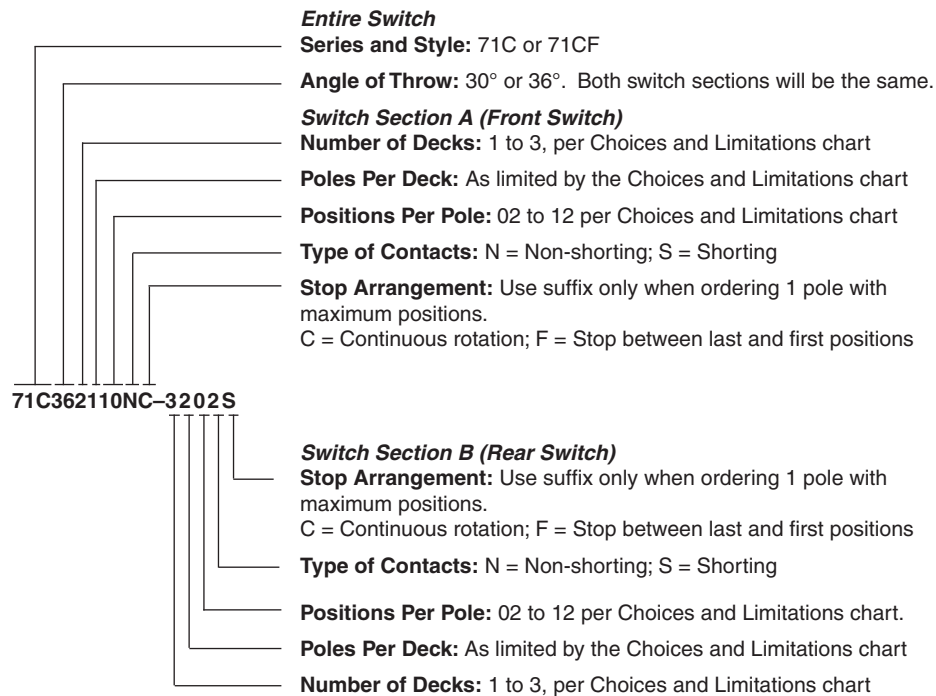 Entire Switch
Series and Style: 71C or 71CF
Angle of Throw: 30° or 36°. Both switch sections will be the same.
Switch Section A (Front Switch)
Number of Decks: 1 to 3, per Choices and Limitations chart
Poles Per Deck: As limited by the Choices and Limitations chart
Positions Per Pole: 02 to 12 per Choices and Limitations chart
Type of Contacts: N = Non-shorting; S = Shorting
Stop Arrangement: Use suffix only when ordering 1 pole with
maximum positions.
C = Continuous rotation; F = Stop between last and first positions
71C362110NC–3202S
Switch Section B (Rear Switch)
Stop Arrangement: Use suffix only when ordering 1 pole with
maximum positions.
C = Continuous rotation; F = Stop between last and first positions
Type of Contacts: N = Non-shorting; S = Shorting
Positions Per Pole: 02 to 12 per Choices and Limitations chart.
Poles Per Deck: As limited by the Choices and Limitations chart
Number of Decks: 1 to 3, per Choices and Limitations chart